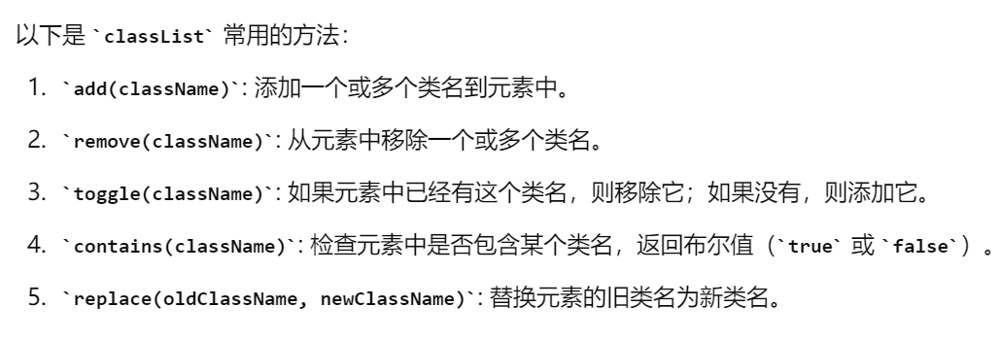 以下是 `classList` 常用的方法：
1. `add(className)`: 添加一个或多个类名到元素中。
2. `remove(className)`: 从元素中移除一个或多个类名。
3. `toggle(className)`: 如果元素中已经有这个类名，则移除它；如果没有，则添加它。
4. `contains(className)`: 检查元素中是否包含某个类名，返回布尔值（`true` 或 `false`）。
5. `replace(oldClassName, newClassName)`: 替换元素的旧类名为新类名。